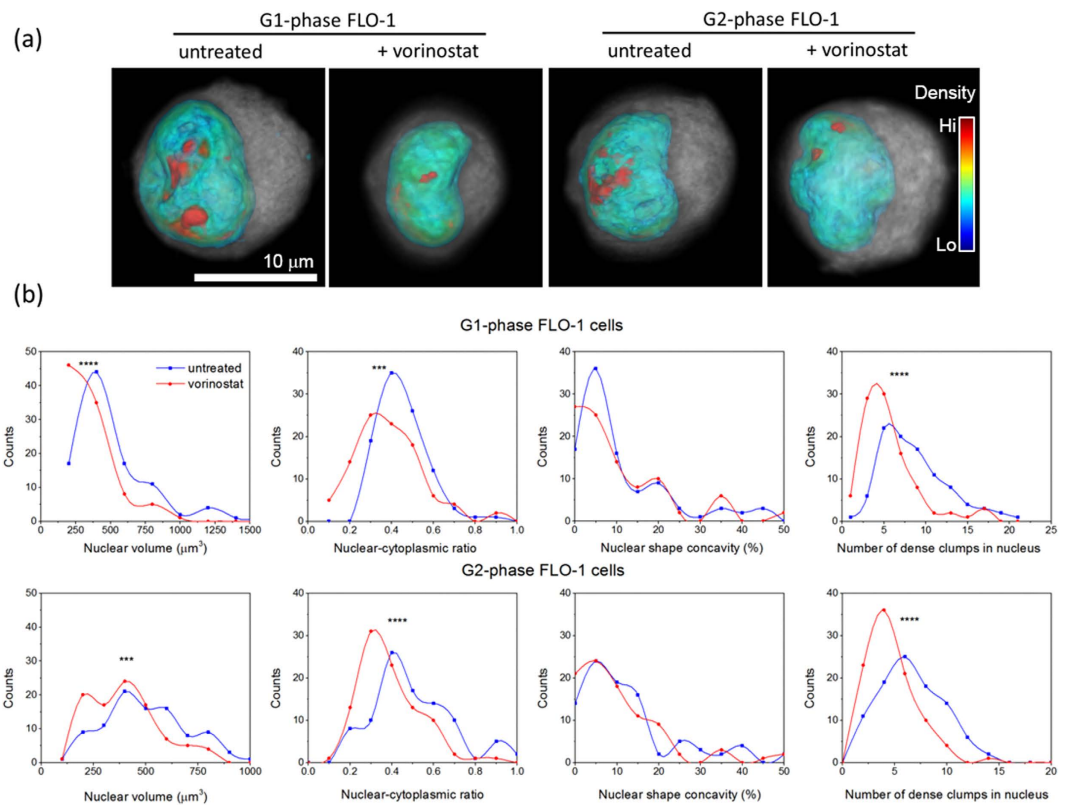 (a)
G1-phase FLO-1
G2-phase FLO-1
untreated
+ vorinostat
untreated
+ vorinostat
Density
Hi
Lo
10 μm
(b)
G1-phase FLO-1 cells
50
40
30
20
10
0
Counts
****
untreated
vorinostat
0 250 500 750 1000 1250 1500
Nuclear volume (μm³)
40
30
20
10
0
Counts
***
0.0 0.2 0.4 0.6 0.8 1.0
Nuclear-cytoplasmic ratio
40
30
20
10
0
Counts
0 10 20 30 40 50
Nuclear shape concavity (%)
40
30
20
10
0
Counts
****
0 5 10 15 20 25
Number of dense clumps in nucleus
G2-phase FLO-1 cells
50
40
30
20
10
0
Counts
***
0 250 500 750 1000
Nuclear volume (μm³)
40
30
20
10
0
Counts
****
0.0 0.2 0.4 0.6 0.8 1.0
Nuclear-cytoplasmic ratio
40
30
20
10
0
Counts
0 10 20 30 40 50
Nuclear shape concavity (%)
40
30
20
10
0
Counts
****
0 5 10 15 20
Number of dense clumps in nucleus